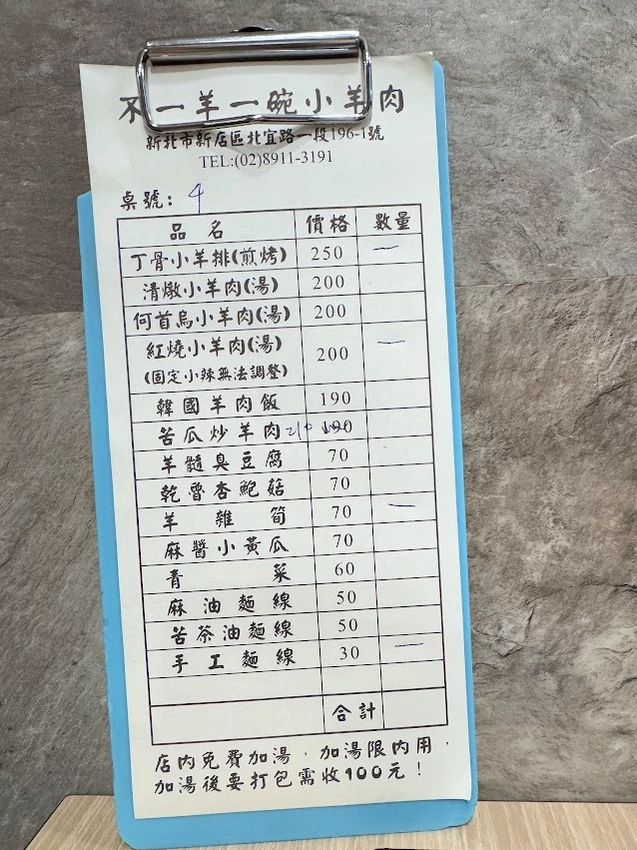 不一羊一碗小羊肉
新北市新店區北宜路一段196-1號
TEL:(02)8911-3191
桌號: 4
品名 價格 數量
丁骨小羊排(煎烤) 250 一
清燉小羊肉(湯) 200
何首烏小羊肉(湯) 200
紅燒小羊肉(湯) 200 一
(固定小辣無法調整)
韓國羊肉飯 190
苦瓜炒羊肉 210 190
羊髓臭豆腐 70
乾魯杏鮑菇 70
羊雜筍 70 一
麻醬小黃瓜 70
青菜 60
麻油麵線 50
苦茶油麵線 50
手工麵線 30 一
合計
店內免費加湯，加湯限內用，
加湯後要打包需收100元！